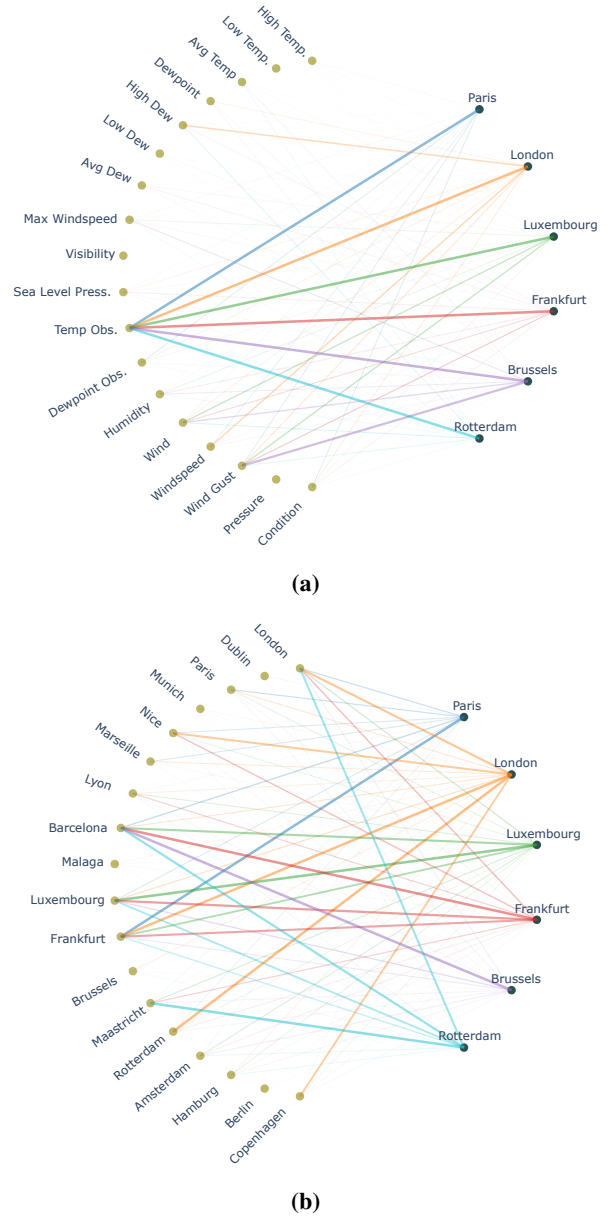 High Temp.
Low Temp.
Avg Temp
Dewpoint
High Dew
Low Dew
Avg Dew
Max Windspeed
Visibility
Sea Level Press.
Temp Obs.
Dewpoint Obs.
Humidity
Wind
Windspeed
Wind Gust
Pressure
Condition
Paris
London
Luxembourg
Frankfurt
Brussels
Rotterdam
(a)
London
Dublin
Paris
Munich
Nice
Marseille
Lyon
Barcelona
Malaga
Luxembourg
Frankfurt
Brussels
Maastricht
Rotterdam
Amsterdam
Hamburg
Berlin
Copenhagen
Paris
London
Luxembourg
Frankfurt
Brussels
Rotterdam
(b)